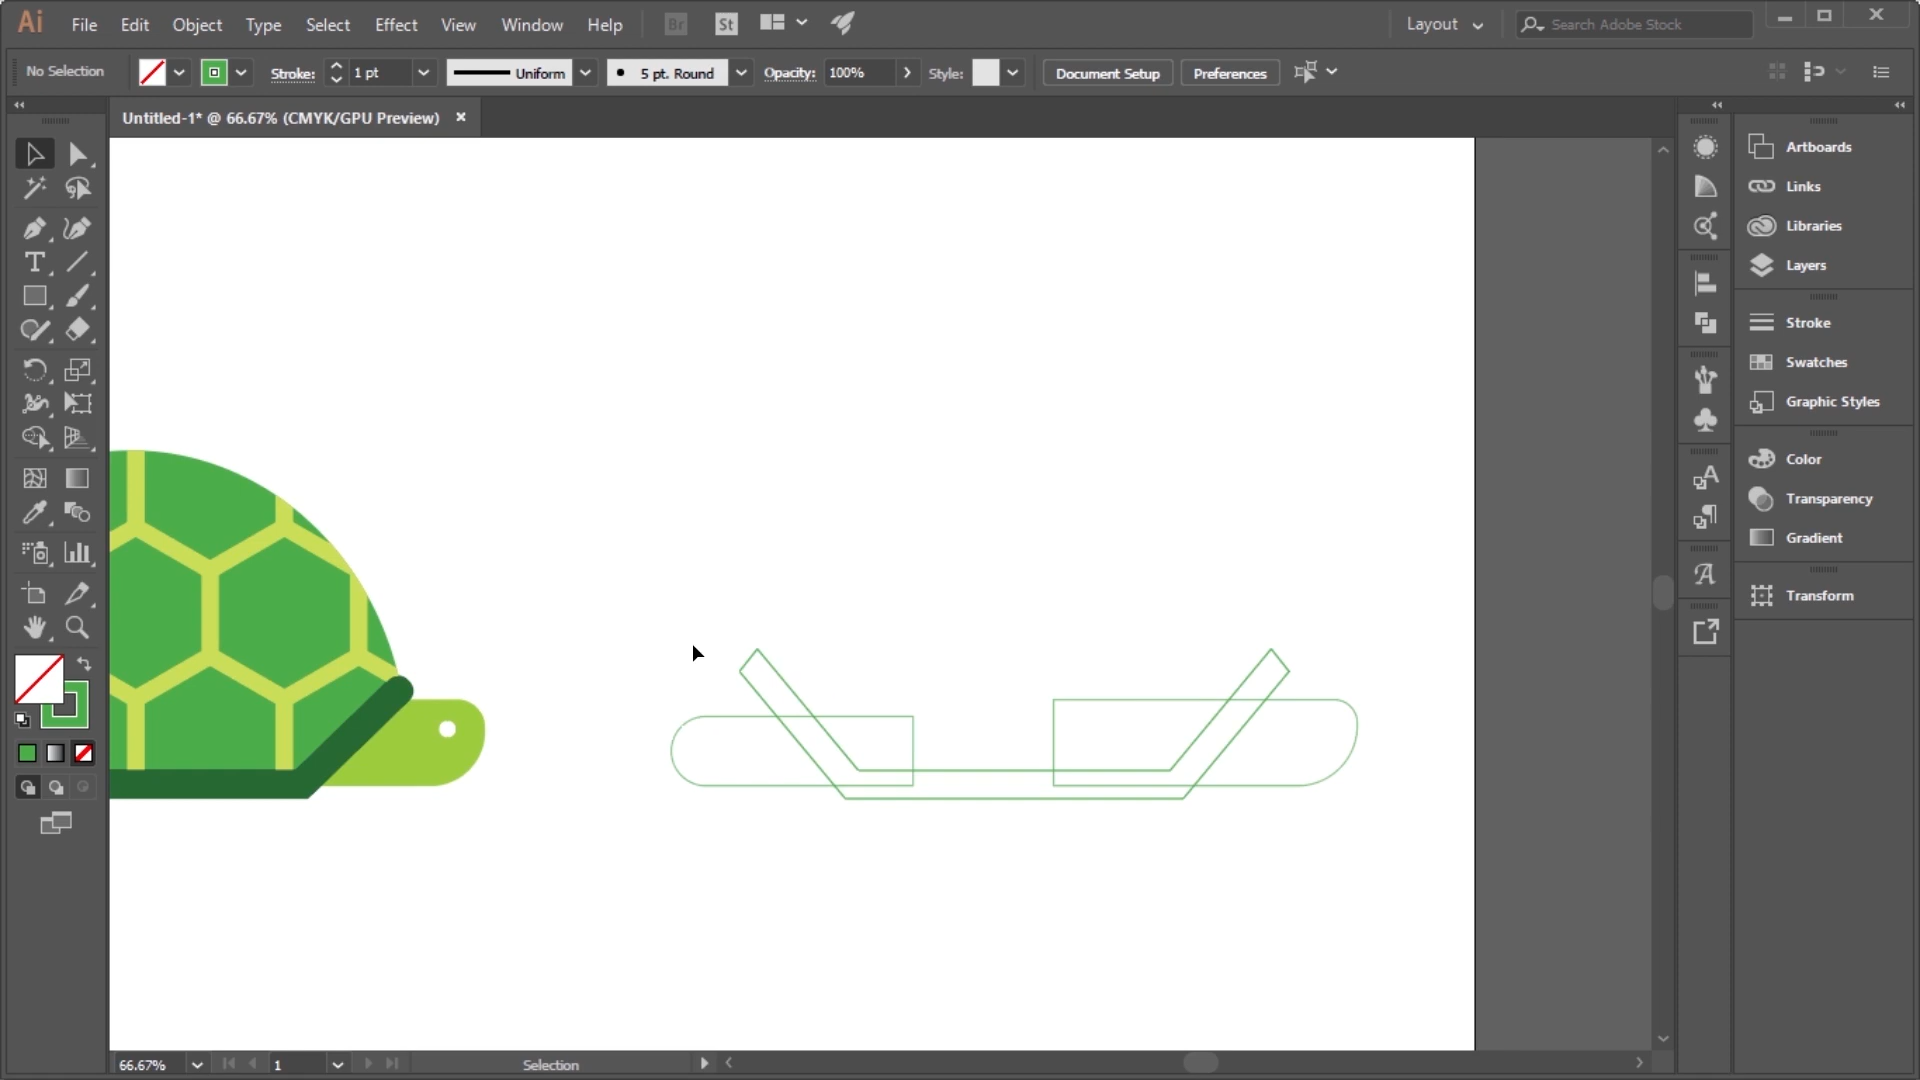 Ai File Edit Object Type Select Effect View Window Help Br St Layout Search Adobe Stock
No Selection Stroke: 1 pt Uniform 5 pt. Round Opacity: 100% Style: Document Setup Preferences
Untitled-1* @ 66.67% (CMYK/GPU Preview)
Artboards
Links
Libraries
Layers
Stroke
Swatches
Graphic Styles
Color
Transparency
Gradient
Transform
66.67% 1 Selection